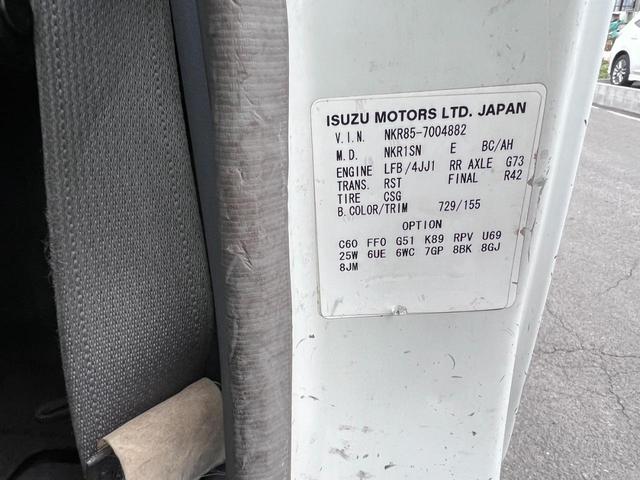 ISUZU MOTORS LTD. JAPAN
V.I.N. NKR85-7004882
M.D. NKR1SN E BC/AH
ENGINE LFB/4JJ1 RR AXLE G73
TRANS. RST FINAL R42
TIRE CSG
B.COLOR/TRIM 729/155
OPTION
C60 FF0 G51 K89 RPV U69
25W 6UE 6WC 7GP 8BK 8GJ
8JM